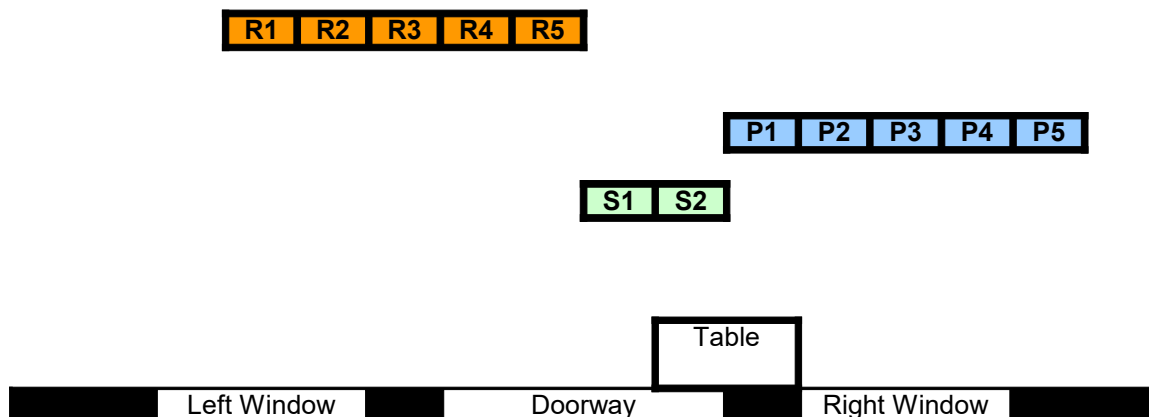 R1 R2 R3 R4 R5
P1 P2 P3 P4 P5
S1 S2
Table
Left Window Doorway Right Window